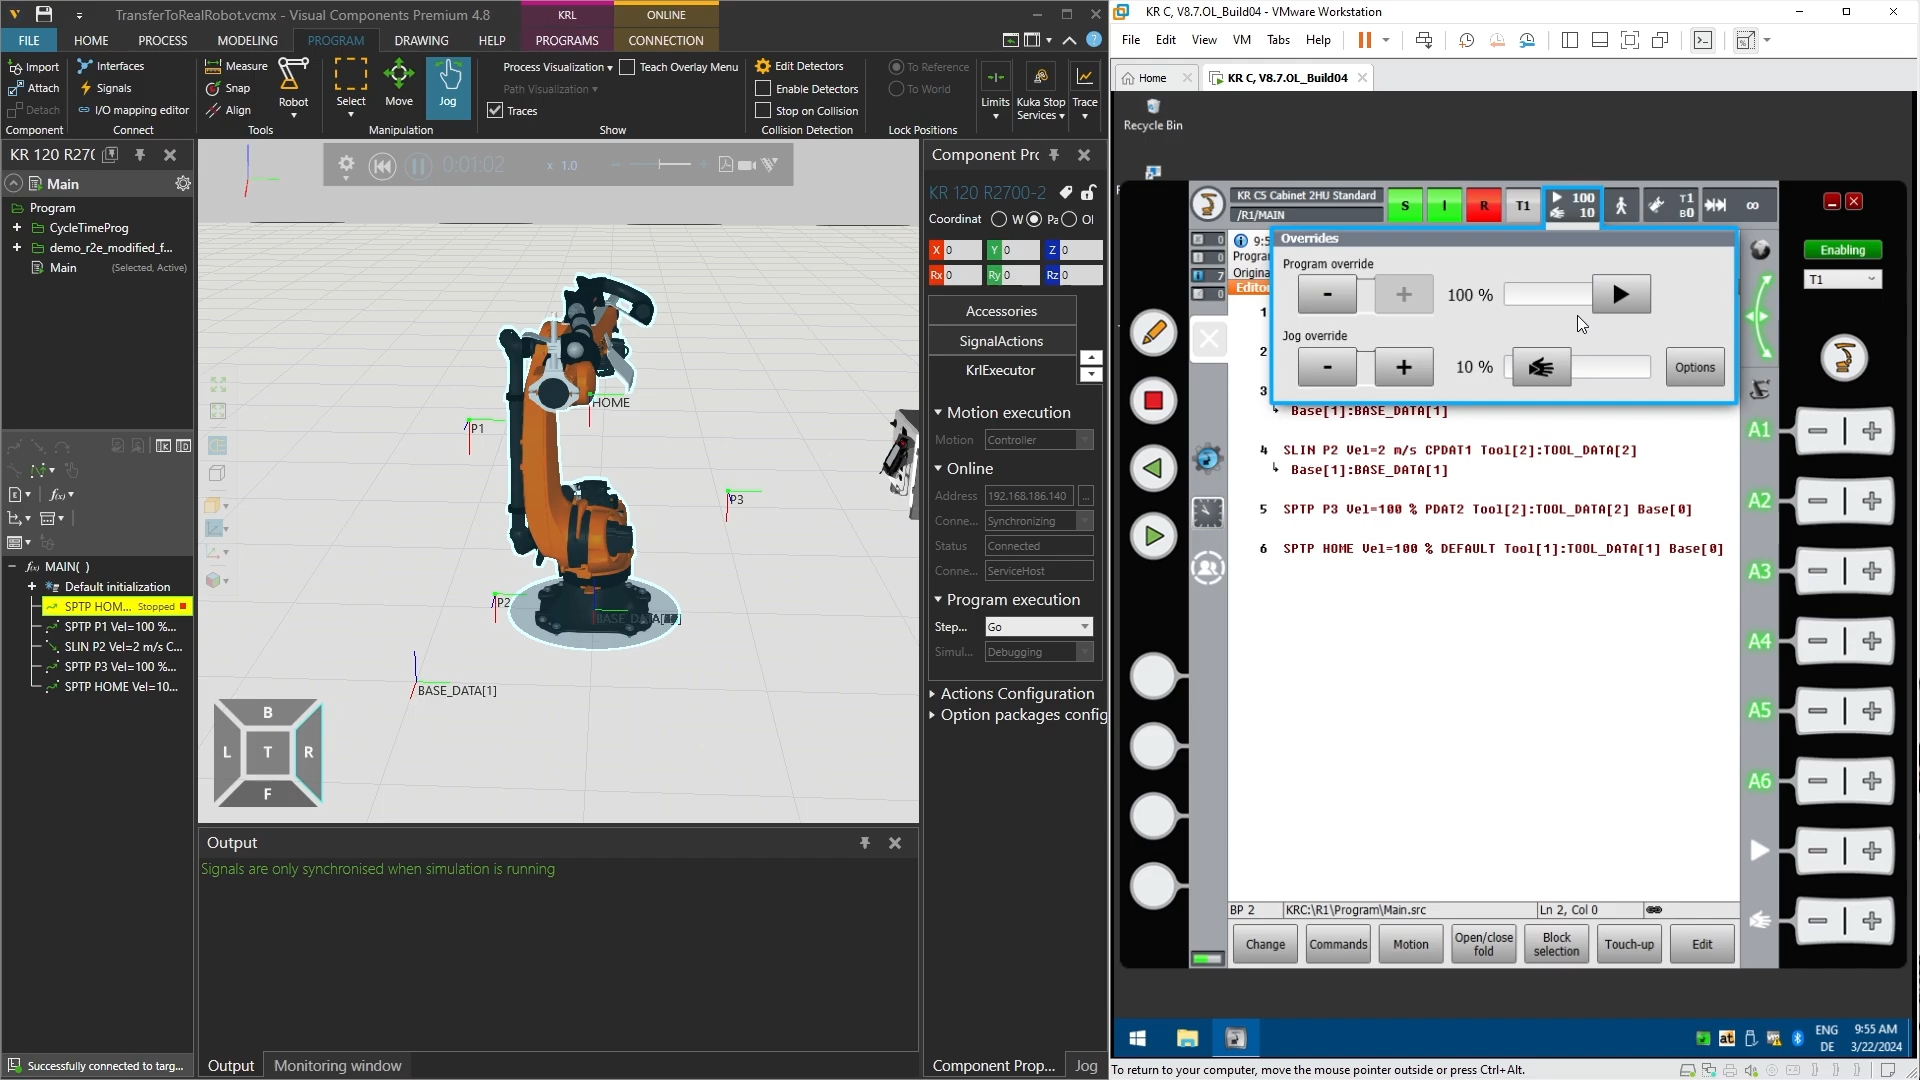 TransferToRealRobot.vcmx - Visual Components Premium 4.8
KRL
ONLINE
FILE
HOME
PROCESS
MODELING
PROGRAM
DRAWING
HELP
PROGRAMS
CONNECTION
Import
Attach
Detach
Component
Interfaces
Signals
I/O mapping editor
Connect
Measure
Snap
Align
Tools
Robot
Select
Move
Jog
Manipulation
Process Visualization
Path Visualization
Traces
Teach Overlay Menu
Show
Edit Detectors
Enable Detectors
Stop on Collision
Collision Detection
To Reference
To World
Lock Positions
Limits
Kuka Stop
Services
Trace
KR 120 R27(
Main
Program
CycleTimeProg
demo_r2e_modified_f...
Main (Selected, Active)
MAIN( )
Default initialization
SPTP HOM... Stopped
SPTP P1 Vel=100 %...
SLIN P2 Vel=2 m/s C...
SPTP P3 Vel=100 %...
SPTP HOME Vel=10...
Successfully connected to targ...
0:01:02
x 1.0
HOME
P1
P3
P2
BASE_DATA[1]
B
L
T
R
F
Output
Signals are only synchronised when simulation is running
Output
Monitoring window
Component Prc
KR 120 R2700-2
Coordinat
W
Pa
Ol
X 0
Y 0
Z 0
Rx 0
Ry 0
Rz 0
Accessories
SignalActions
KrlExecutor
Motion execution
Motion Controller
Online
Address 192.168.186.140 ...
Conne... Synchronizing
Status Connected
Conne... ServiceHost
Program execution
Step... Go
Simul... Debugging
Actions Configuration
Option packages config
Component Prop...
Jog
KR C, V8.7.OL_Build04 - VMware Workstation
File
Edit
View
VM
Tabs
Help
Home
KR C, V8.7.OL_Build04
Recycle Bin
KR C5 Cabinet 2HU Standard
/R1/MAIN
S
I
R
T1
100
10
T1
B0
∞
0
0
7
0
9:5
Progra
Origina
Edito
Overrides
Program override
-
+
100 %
Jog override
-
+
10 %
Options
1
2
3
Base[1]:BASE_DATA[1]
4 SLIN P2 Vel=2 m/s CPDAT1 Tool[2]:TOOL_DATA[2]
Base[1]:BASE_DATA[1]
5 SPTP P3 Vel=100 % PDAT2 Tool[2]:TOOL_DATA[2] Base[0]
6 SPTP HOME Vel=100 % DEFAULT Tool[1]:TOOL_DATA[1] Base[0]
Enabling
T1
A1
A2
A3
A4
A5
A6
BP 2
KRC:\R1\Program\Main.src
Ln 2, Col 0
Change
Commands
Motion
Open/close
fold
Block
selection
Touch-up
Edit
ENG
DE
9:55 AM
3/22/2024
To return to your computer, move the mouse pointer outside or press Ctrl+Alt.